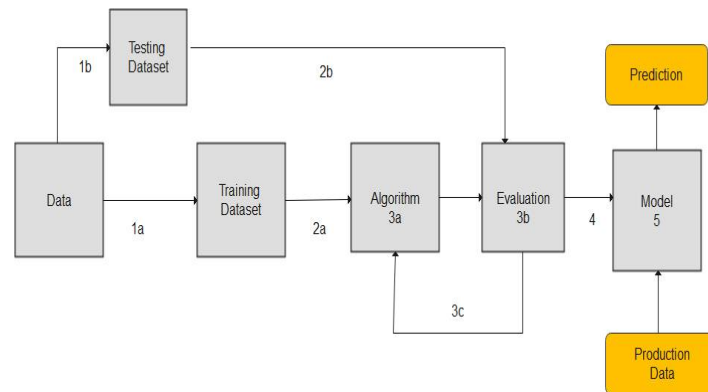 Testing
Dataset
1b
2b
Prediction
Data
1a
Training
Dataset
2a
Algorithm
3a
Evaluation
3b
4
Model
5
3c
Production
Data